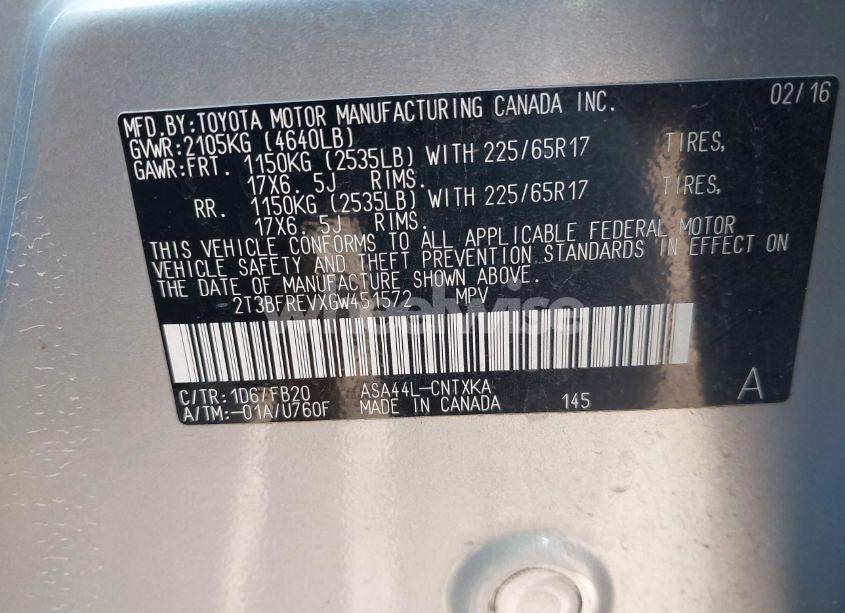 MFD.BY:TOYOTA MOTOR MANUFACTURING CANADA INC. 02/16
GVWR:2105KG (4640LB)
GAWR:FRT. 1150KG (2535LB) WITH 225/65R17 TIRES,
17X6. 5J RIMS.
RR. 1150KG (2535LB) WITH 225/65R17 TIRES,
17X6. 5J RIMS.
THIS VEHICLE CONFORMS TO ALL APPLICABLE FEDERAL MOTOR
VEHICLE SAFETY AND THEFT PREVENTION STANDARDS IN EFFECT ON
THE DATE OF MANUFACTURE SHOWN ABOVE.
2T3BFREVXGW451572 MPV
wheelwise
C/TR:1D6/FB20 ASA44L-CNTXKA A
A/TM:-01A/U760F MADE IN CANADA 145